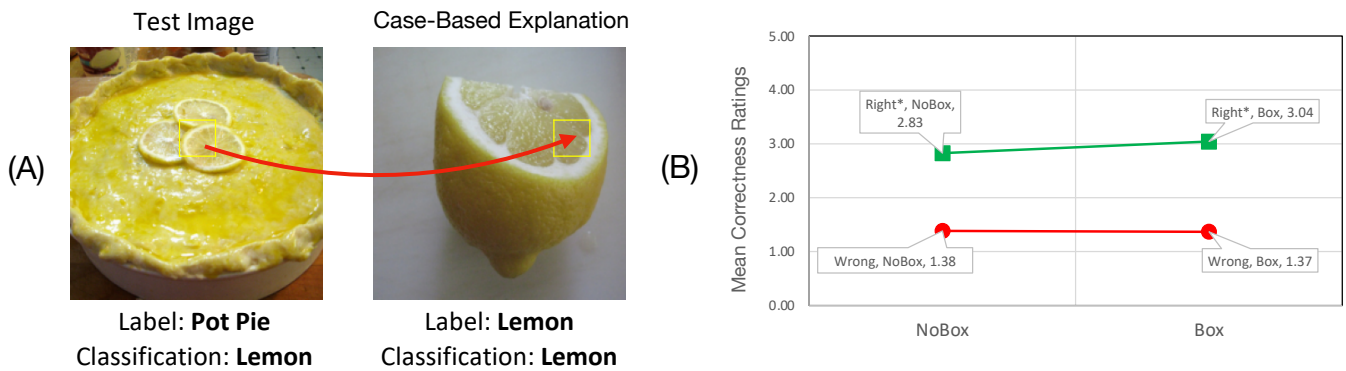 Test Image
Case-Based Explanation
(A)
Label: Pot Pie
Classification: Lemon
Label: Lemon
Classification: Lemon
(B)
Mean Correctness Ratings
5.00
4.00
3.00
2.00
1.00
0.00
Right*, NoBox,
2.83
Right*, Box, 3.04
Wrong, NoBox, 1.38
Wrong, Box, 1.37
NoBox
Box